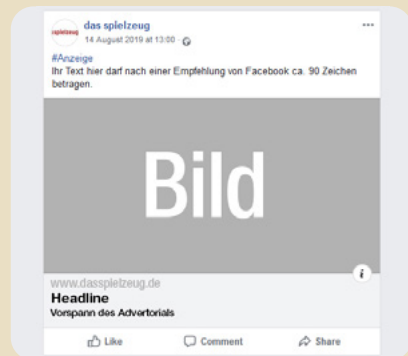 das spielzeug
spielzeug
14 August 2019 at 13:00 ·
#Anzeige
Ihr Text hier darf nach einer Empfehlung von Facebook ca. 90 Zeichen
betragen.
Bild
i
www.dasspielzeug.de
Headline
Vorspann des Advertorials
Like Comment Share